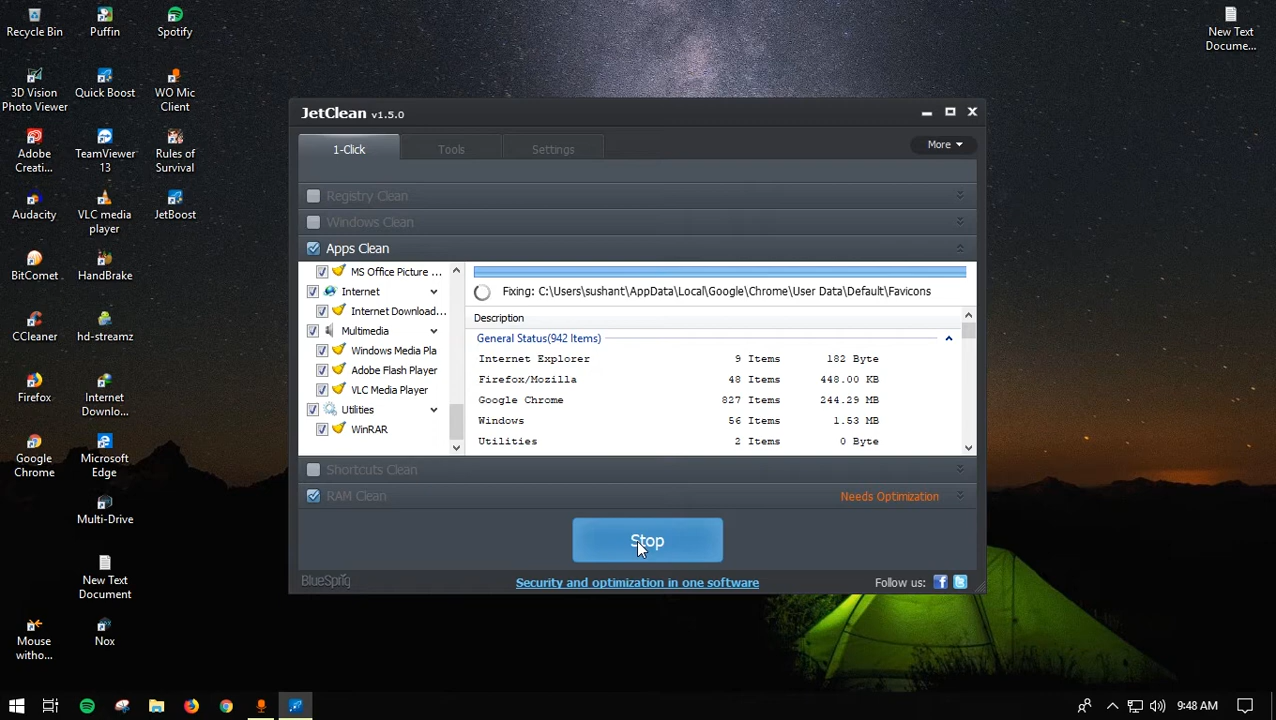 Recycle Bin
Puffin
Spotify
New Text
Docume...
3D Vision
Photo Viewer
Quick Boost
WO Mic
Client
Adobe
Creati...
TeamViewer
13
Rules of
Survival
Audacity
VLC media
player
JetBoost
BitComet
HandBrake
CCleaner
hd-streamz
Firefox
Internet
Downlo...
Google
Chrome
Microsoft
Edge
Multi-Drive
New Text
Document
Mouse
witho...
Nox
JetClean v1.5.0
1-Click
Tools
Settings
More
Registry Clean
Windows Clean
Apps Clean
MS Office Picture ...
Internet
Internet Download...
Multimedia
Windows Media Pla
Adobe Flash Player
VLC Media Player
Utilities
WinRAR
Fixing: C:\Users\sushant\AppData\Local\Google\Chrome\User Data\Default\Favicons
Description
General Status(942 Items)
Internet Explorer 9 Items 182 Byte
Firefox/Mozilla 48 Items 448.00 KB
Google Chrome 827 Items 244.29 MB
Windows 56 Items 1.53 MB
Utilities 2 Items 0 Byte
Shortcuts Clean
RAM Clean
Needs Optimization
Stop
BlueSprig
Security and optimization in one software
Follow us:
9:48 AM